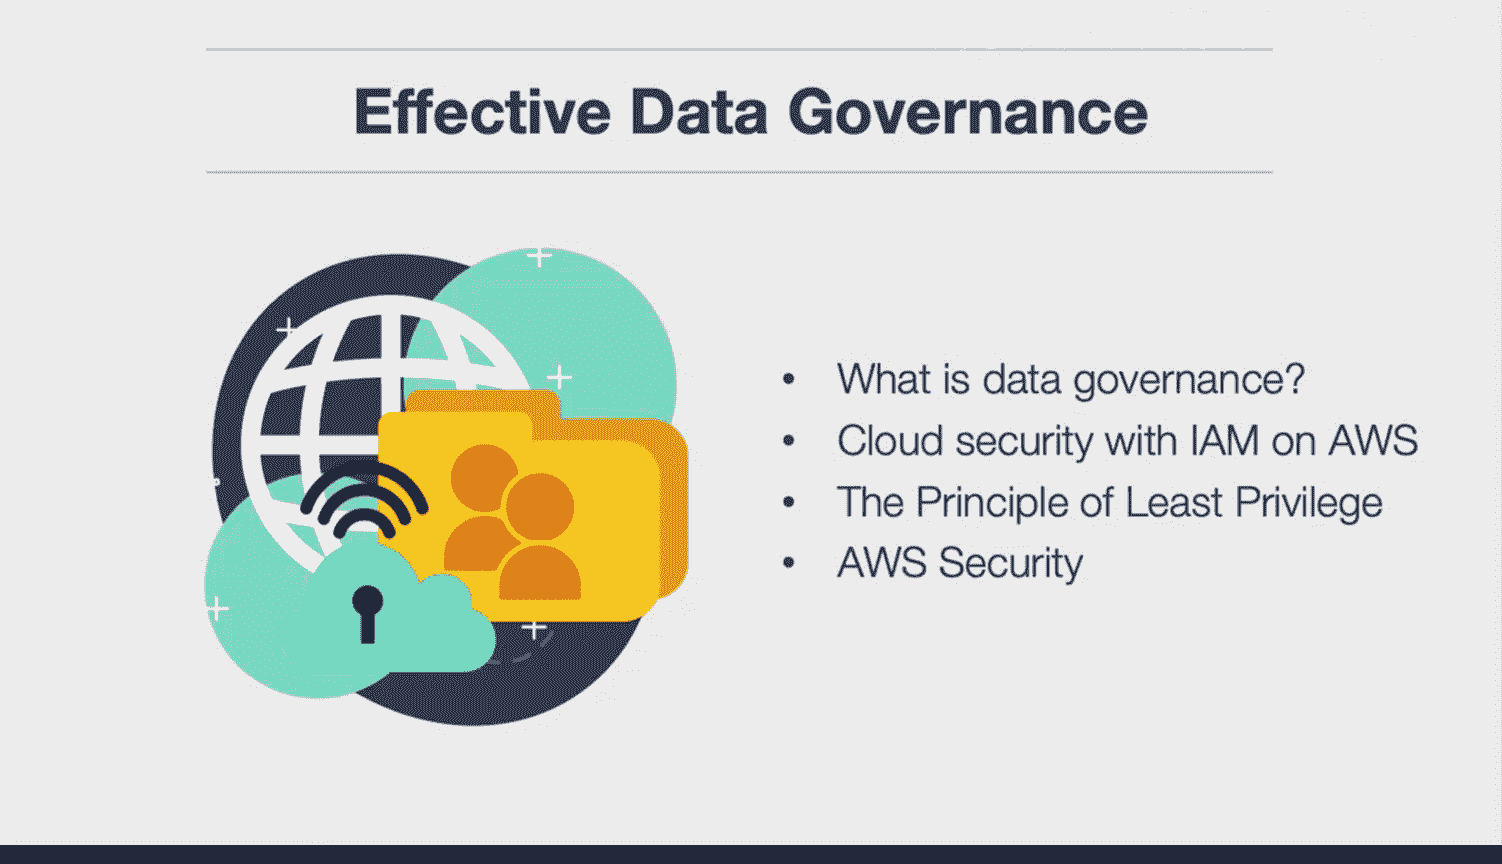 Effective Data Governance
• What is data governance?
• Cloud security with IAM on AWS
• The Principle of Least Privilege
• AWS Security